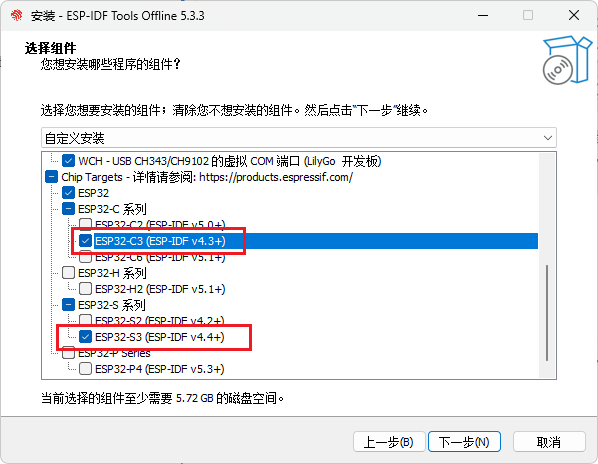 安装 - ESP-IDF Tools Offline 5.3.3
选择组件
您想安装哪些程序的组件？
选择您想要安装的组件；清除您不想安装的组件。然后点击“下一步”继续。
自定义安装
WCH - USB CH343/CH9102 的虚拟 COM 端口 (LilyGo 开发板)
Chip Targets - 详情请参阅: https://products.espressif.com/
ESP32
ESP32-C 系列
ESP32-C2 (ESP-IDF v5.0+)
ESP32-C3 (ESP-IDF v4.3+)
ESP32-C6 (ESP-IDF v5.1+)
ESP32-H 系列
ESP32-H2 (ESP-IDF v5.1+)
ESP32-S 系列
ESP32-S2 (ESP-IDF v4.2+)
ESP32-S3 (ESP-IDF v4.4+)
ESP32-P Series
ESP32-P4 (ESP-IDF v5.3+)
当前选择的组件至少需要 5.72 GB 的磁盘空间。
上一步(B)
下一步(N)
取消